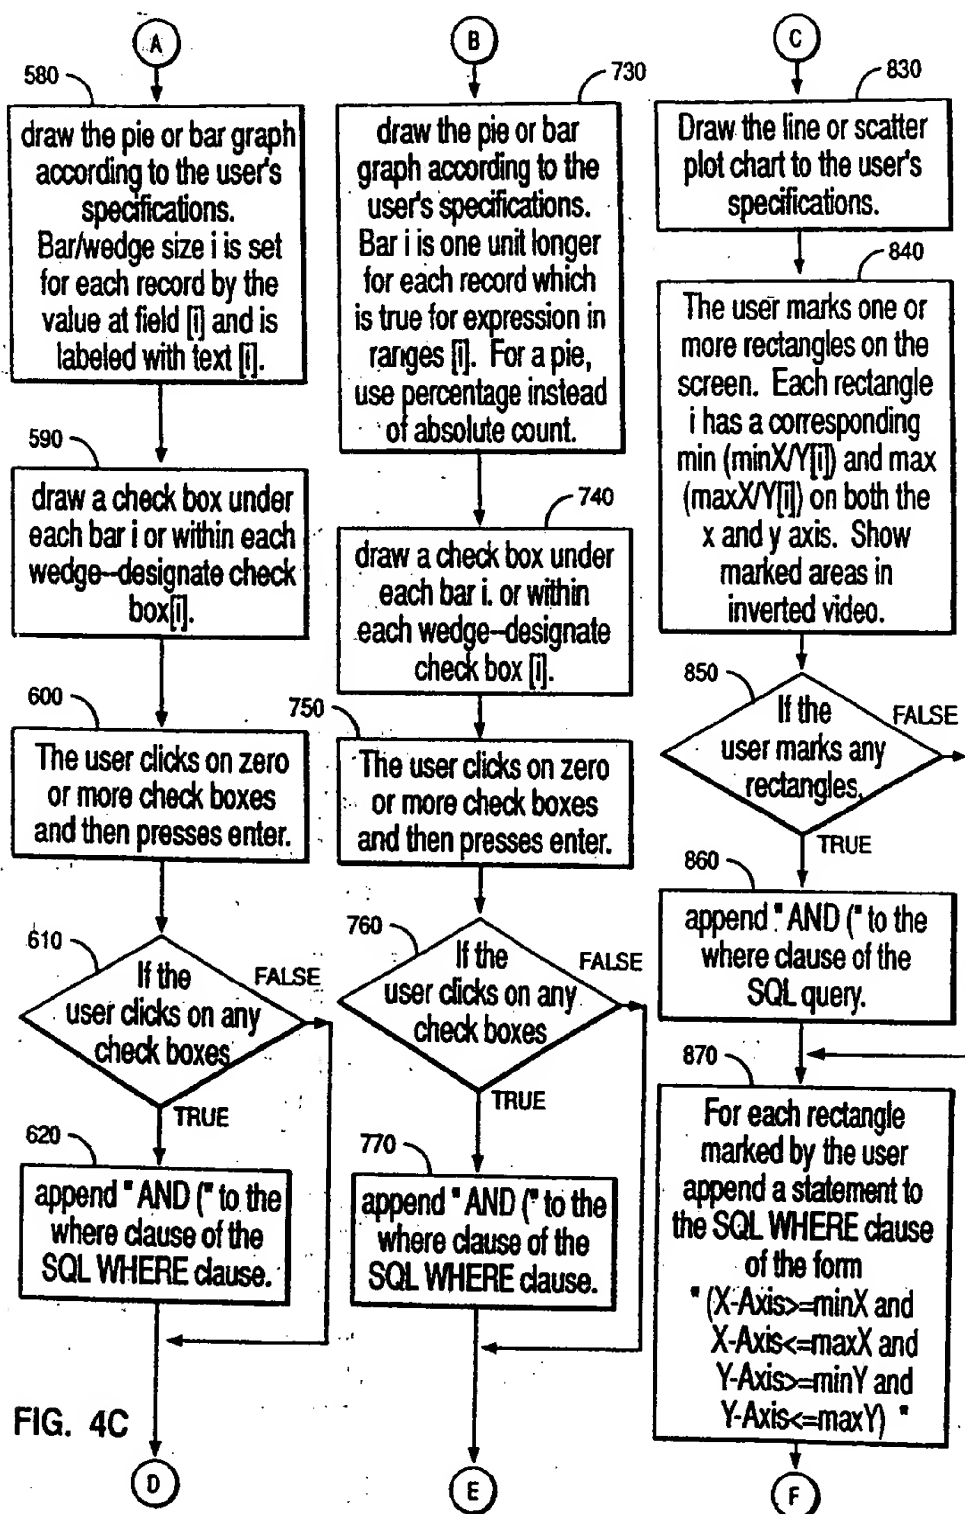 A
580
draw the pie or bar graph
according to the user's
specifications.
Bar/wedge size i is set
for each record by the
value at field [i] and is
labeled with text [i].
590
draw a check box under
each bar i or within each
wedge--designate check
box[i].
600
The user clicks on zero
or more check boxes
and then presses enter.
610
If the
user clicks on any
check boxes
FALSE
TRUE
620
append " AND (" to the
where clause of the
SQL WHERE clause.
FIG. 4C
D
B
730
draw the pie or bar
graph according to the
user's specifications.
Bar i is one unit longer
for each record which
is true for expression in
ranges [i]. For a pie,
use percentage instead
of absolute count.
740
draw a check box under
each bar i. or within
each wedge--designate
check box [i].
750
The user clicks on zero
or more check boxes
and then presses enter.
760
If the
user clicks on any
check boxes
FALSE
TRUE
770
append " AND (" to the
where clause of the
SQL WHERE clause.
E
C
830
Draw the line or scatter
plot chart to the user's
specifications.
840
The user marks one or
more rectangles on the
screen. Each rectangle
i has a corresponding
min (minX/Y[i]) and max
(maxX/Y[i]) on both the
x and y axis. Show
marked areas in
inverted video.
850
If the
user marks any
rectangles.
FALSE
TRUE
860
append " AND (" to the
where clause of the
SQL query.
870
For each rectangle
marked by the user
append a statement to
the SQL WHERE clause
of the form
" (X-Axis>=minX and
X-Axis<=maxX and
Y-Axis>=minY and
Y-Axis<=maxY) "
F